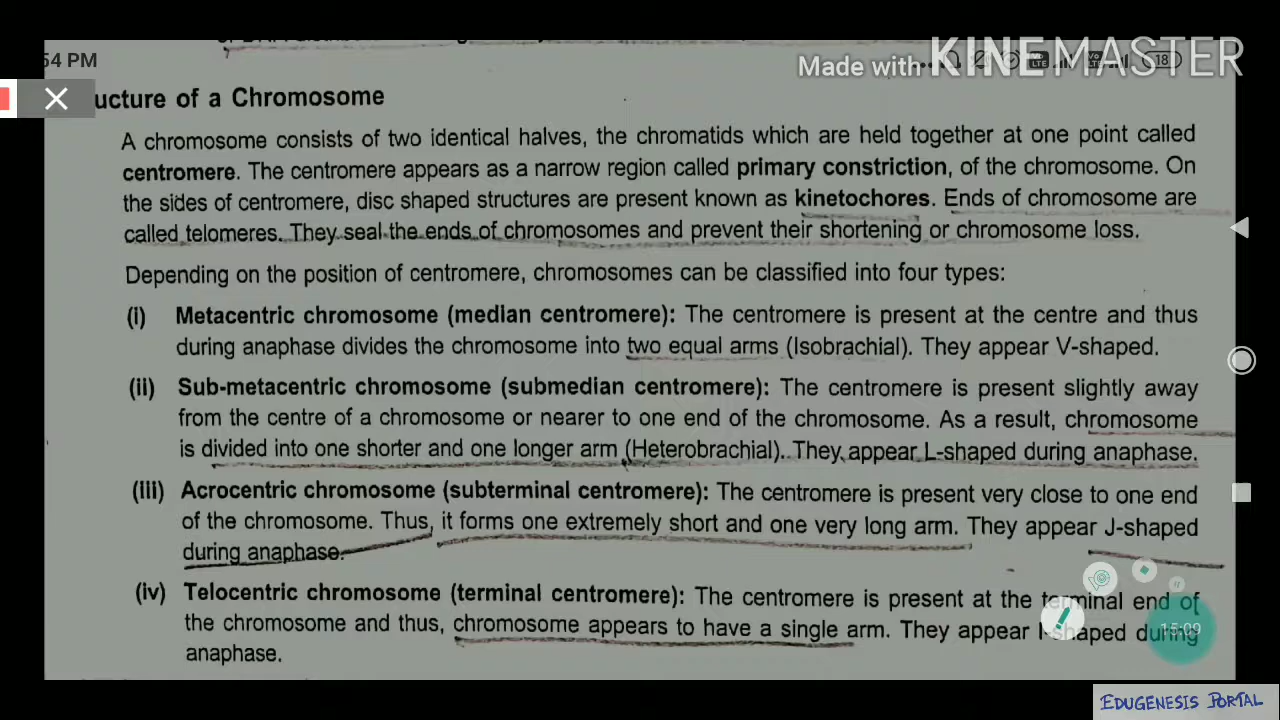 54 PM
Made with KINEMASTER
18
ucture of a Chromosome
A chromosome consists of two identical halves, the chromatids which are held together at one point called
centromere. The centromere appears as a narrow region called primary constriction, of the chromosome. On
the sides of centromere, disc shaped structures are present known as kinetochores. Ends of chromosome are
called telomeres. They seal the ends of chromosomes and prevent their shortening or chromosome loss.
Depending on the position of centromere, chromosomes can be classified into four types:
(i) Metacentric chromosome (median centromere): The centromere is present at the centre and thus
during anaphase divides the chromosome into two equal arms (Isobrachial). They appear V-shaped.
(ii) Sub-metacentric chromosome (submedian centromere): The centromere is present slightly away
from the centre of a chromosome or nearer to one end of the chromosome. As a result, chromosome
is divided into one shorter and one longer arm (Heterobrachial). They appear L-shaped during anaphase.
(iii) Acrocentric chromosome (subterminal centromere): The centromere is present very close to one end
of the chromosome. Thus, it forms one extremely short and one very long arm. They appear J-shaped
during anaphase.
(iv) Telocentric chromosome (terminal centromere): The centromere is present at the terminal end of
the chromosome and thus, chromosome appears to have a single arm. They appear I-shaped during
anaphase.
15:09
EDUGENESIS PORTAL